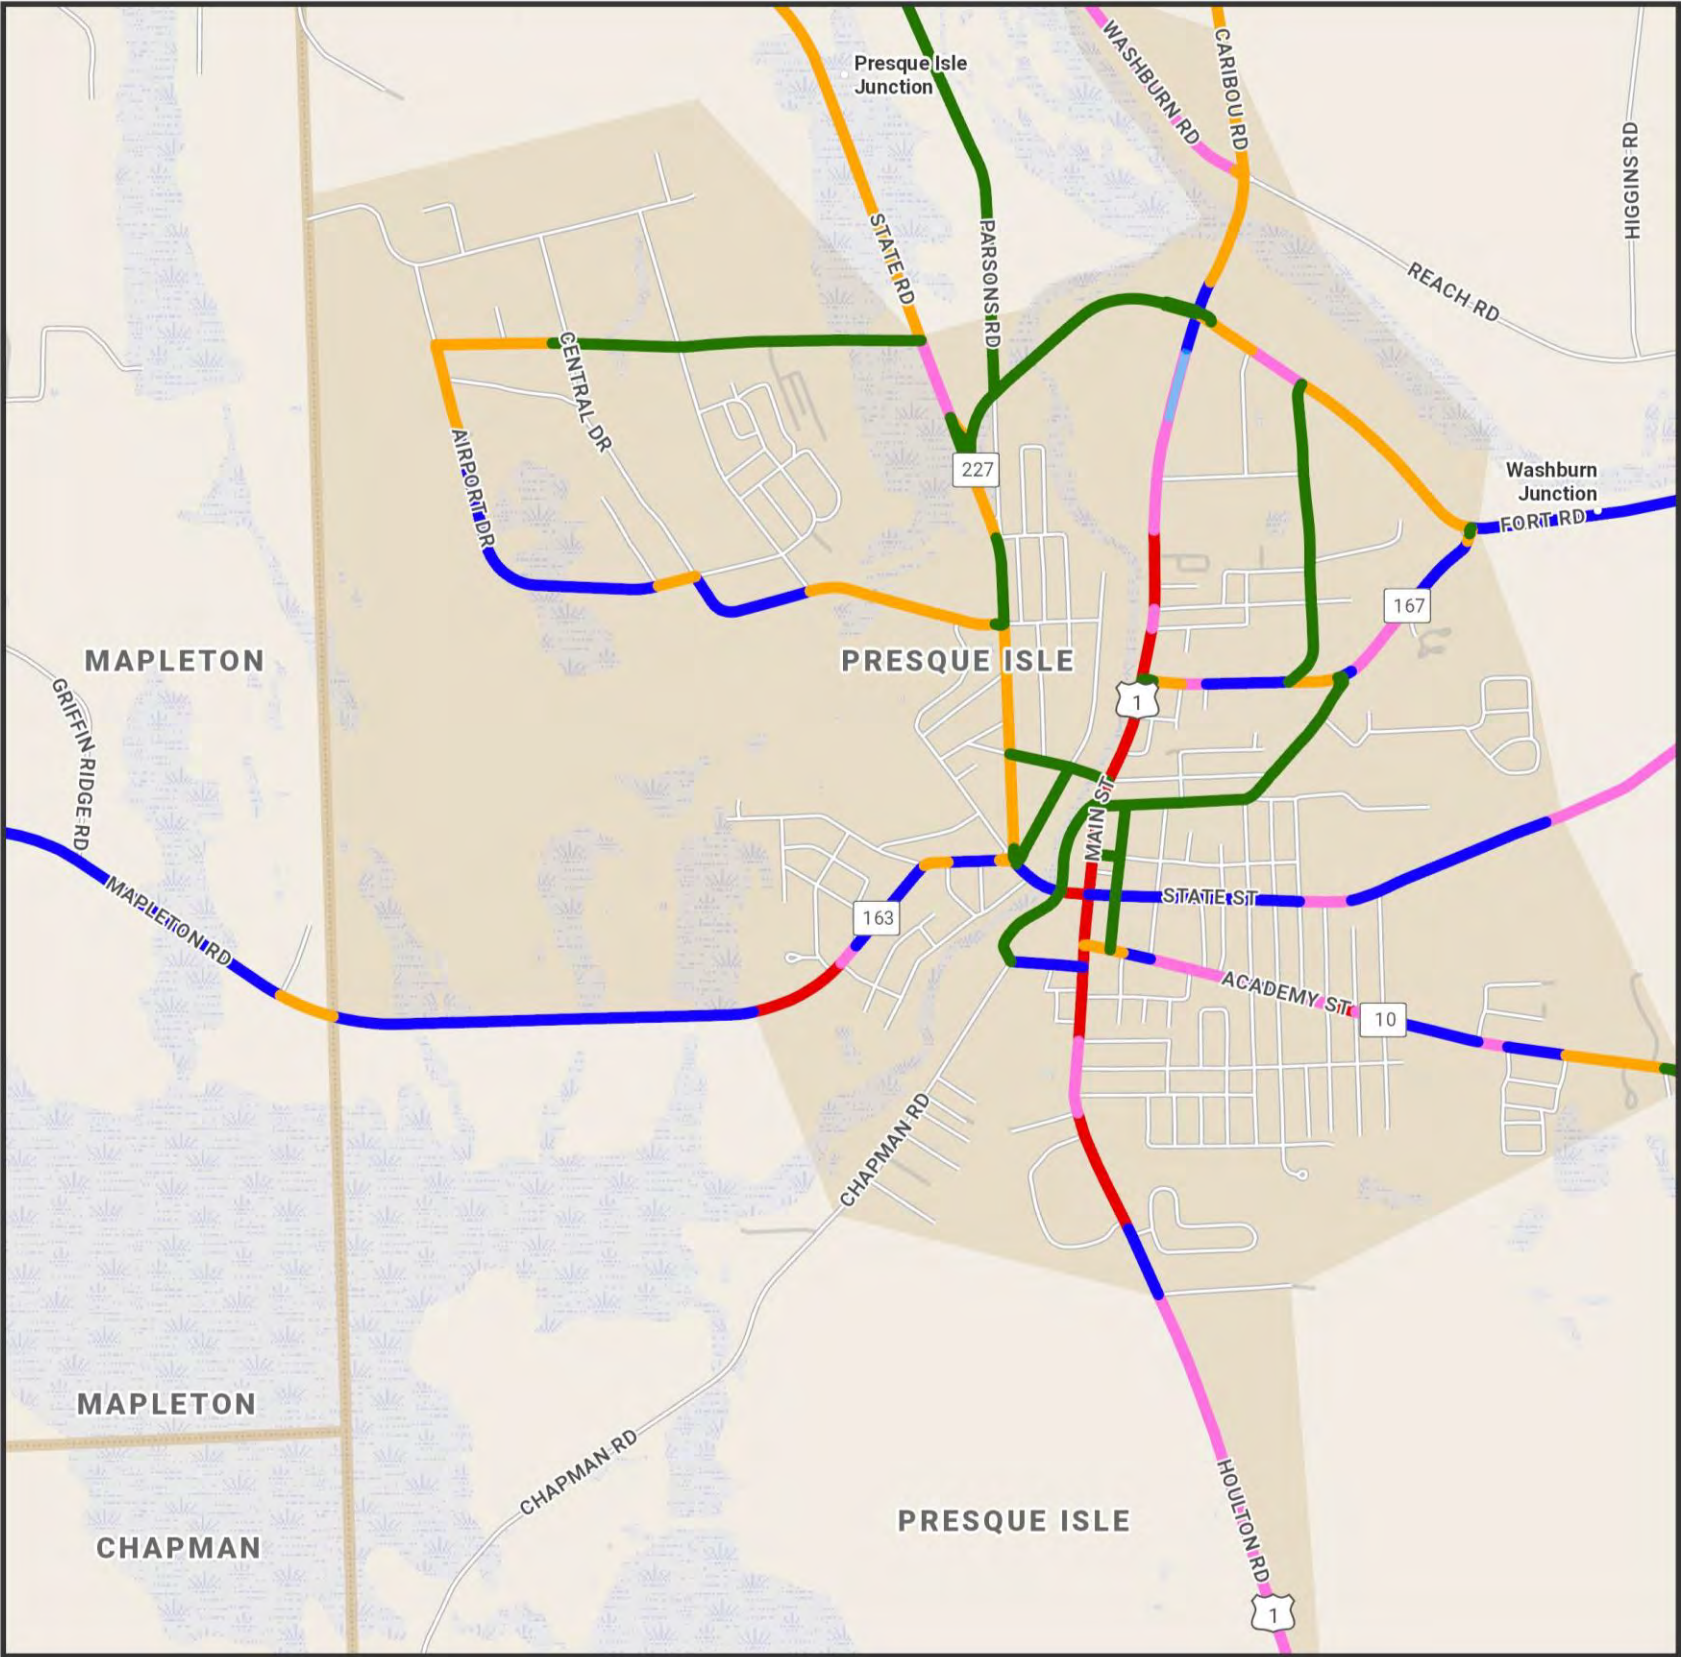 WASHBURN RD
CARIBOU RD
Presque Isle
Junction
HIGGINS RD
STATE RD
PARSONS RD
REACH RD
CENTRAL DR
AIRPORT DR
227
Washburn
Junction
FORT RD
167
MAPLETON
PRESQUE ISLE
GRIFFIN RIDGE RD
1
MAIN ST
MAPLETON RD
163
STATE ST
ACADEMY ST
10
CHAPMAN RD
MAPLETON
CHAPMAN RD
HOULTON RD
PRESQUE ISLE
CHAPMAN
1